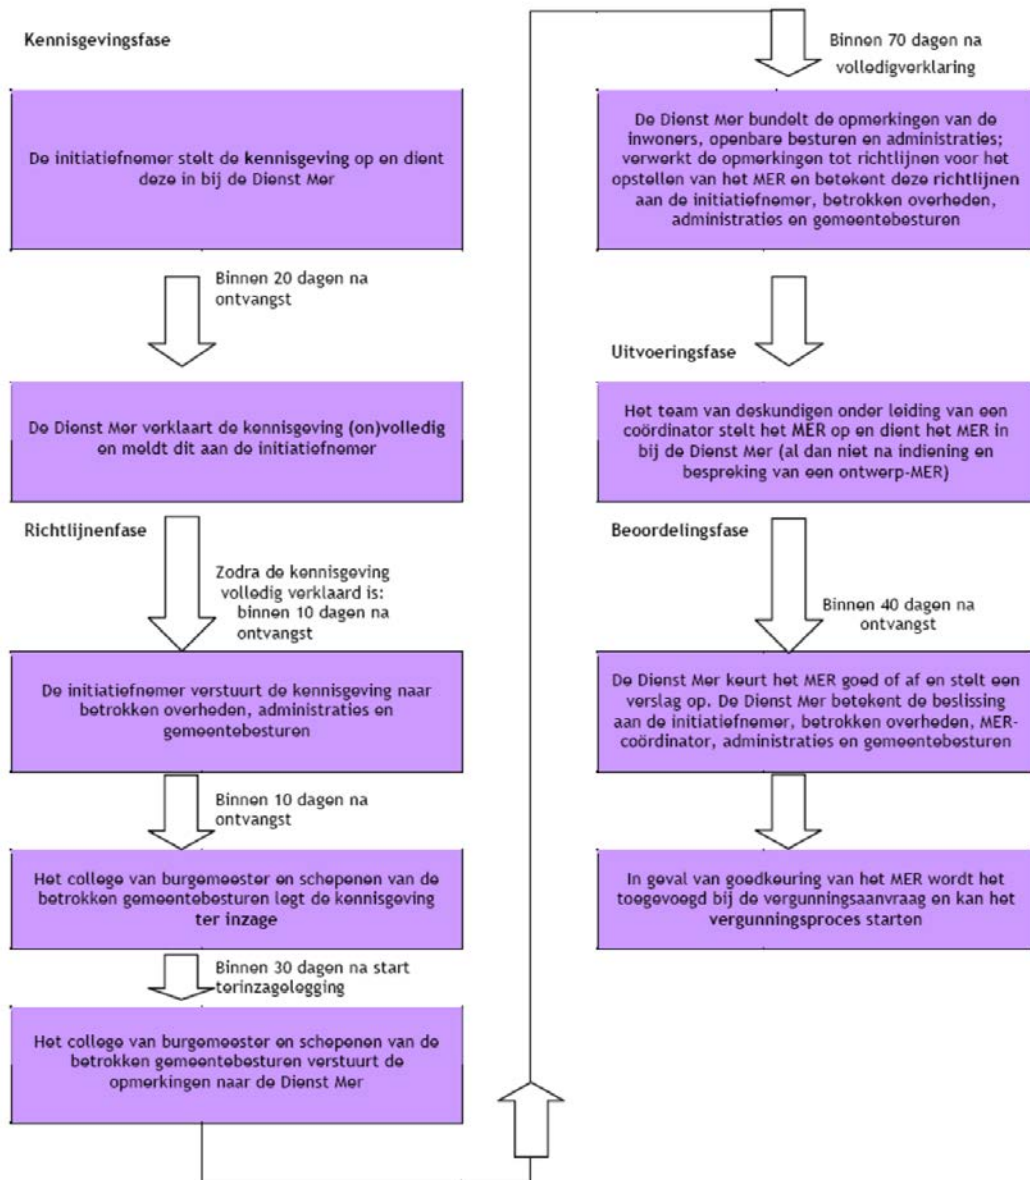 Kennisgevingsfase
De initiatiefnemer stelt de kennisgeving op en dient
deze in bij de Dienst Mer
Binnen 20 dagen na
ontvangst
De Dienst Mer verklaart de kennisgeving (on)volledig
en meldt dit aan de initiatiefnemer
Richtlijnenfase
Zodra de kennisgeving
volledig verklaard is:
binnen 10 dagen na
ontvangst
De initiatiefnemer verstuurt de kennisgeving naar
betrokken overheden, administraties en
gemeentebesturen
Binnen 10 dagen na
ontvangst
Het college van burgemeester en schepenen van de
betrokken gemeentebesturen legt de kennisgeving
ter inzage
Binnen 30 dagen na start
terinzagelegging
Het college van burgemeester en schepenen van de
betrokken gemeentebesturen verstuurt de
opmerkingen naar de Dienst Mer
Binnen 70 dagen na
volledigverklaring
De Dienst Mer bundelt de opmerkingen van de
inwoners, openbare besturen en administraties;
verwerkt de opmerkingen tot richtlijnen voor het
opstellen van het MER en betekent deze richtlijnen
aan de initiatiefnemer, betrokken overheden,
administraties en gemeentebesturen
Uitvoeringsfase
Het team van deskundigen onder leiding van een
coördinator stelt het MER op en dient het MER in
bij de Dienst Mer (al dan niet na indiening en
bespreking van een ontwerp-MER)
Beoordelingsfase
Binnen 40 dagen na
ontvangst
De Dienst Mer keurt het MER goed of af en stelt een
verslag op. De Dienst Mer betekent de beslissing
aan de initiatiefnemer, betrokken overheden, MER-
coördinator, administraties en gemeentebesturen
In geval van goedkeuring van het MER wordt het
toegevoegd bij de vergunningsaanvraag en kan het
vergunningsproces starten